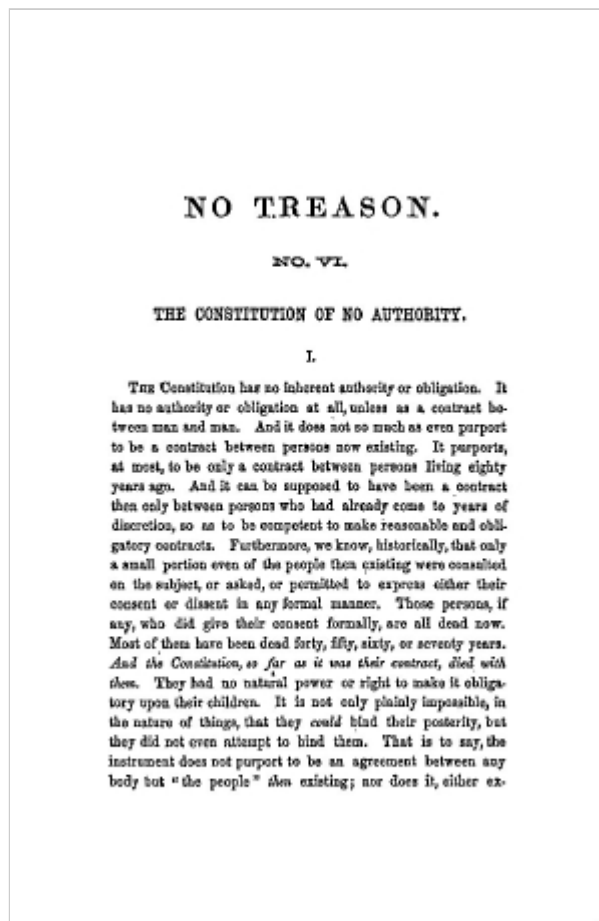 NO TREASON.
NO. VI.
THE CONSTITUTION OF NO AUTHORITY.
I.
THE Constitution has no inherent authority or obligation. It
has no authority or obligation at all, unless as a contract be-
tween man and man. And it does not so much as even purport
to be a contract between persons now existing. It purports,
at most, to be only a contract between persons living eighty
years ago. And it can be supposed to have been a contract
then only between persons who had already come to years of
discretion, so as to be competent to make reasonable and obli-
gatory contracts. Furthermore, we know, historically, that only
a small portion even of the people then existing were consulted
on the subject, or asked, or permitted to express either their
consent or dissent in any formal manner. Those persons, if
any, who did give their consent formally, are all dead now.
Most of them have been dead forty, fifty, sixty, or seventy years.
And the Constitution, so far as it was their contract, died with
them. They had no natural power or right to make it obliga-
tory upon their children. It is not only plainly impossible, in
the nature of things, that they could bind their posterity, but
they did not even attempt to bind them. That is to say, the
instrument does not purport to be an agreement between any
body but "the people" then existing; nor does it, either ex-